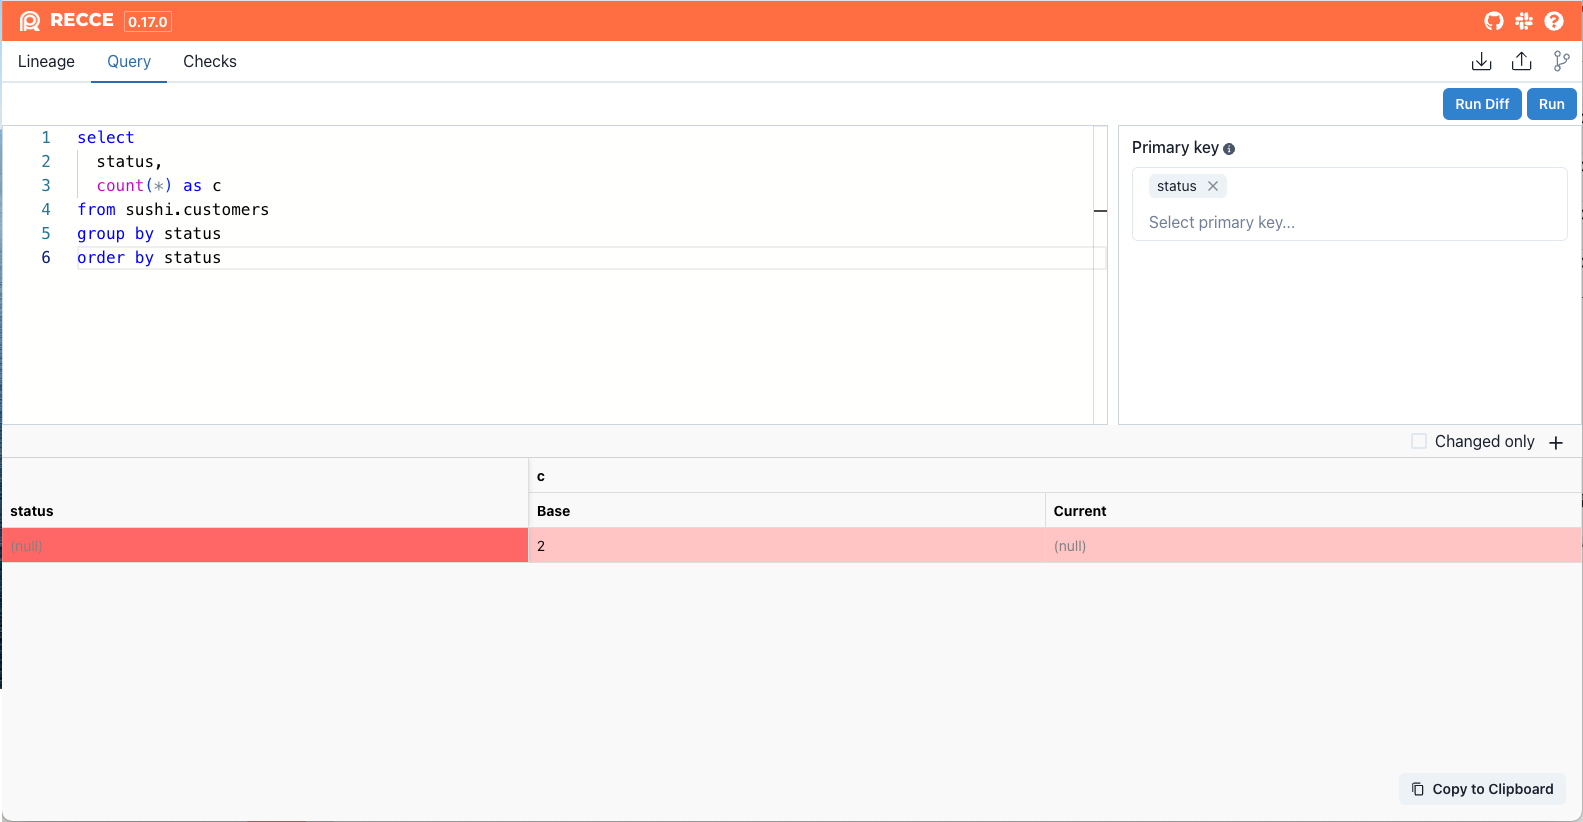 RECCE 0.17.0
Lineage Query Checks
Run Diff Run
1 select
2 status,
3 count(*) as c
4 from sushi.customers
5 group by status
6 order by status
Primary key
status
Select primary key...
Changed only
c
status Base Current
(null) 2 (null)
Copy to Clipboard